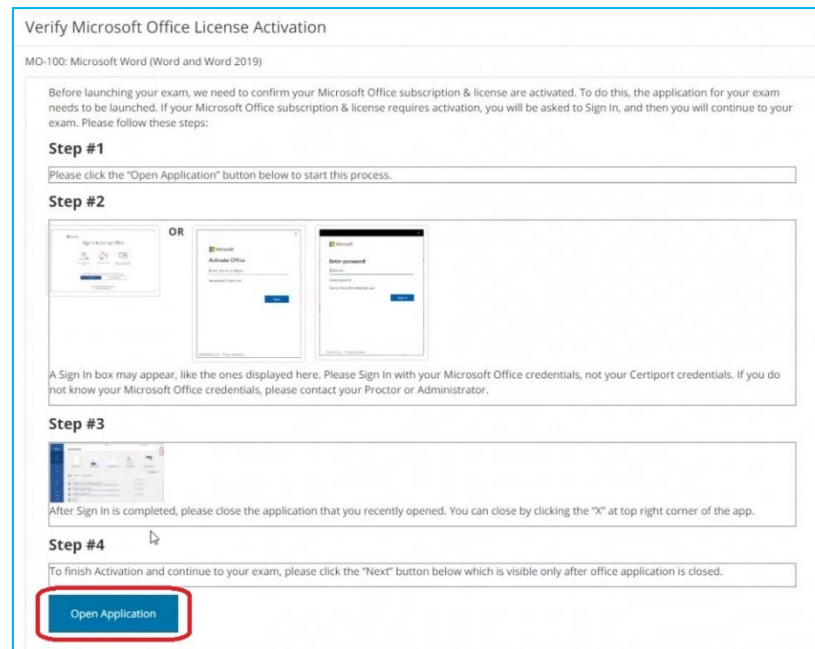 Verify Microsoft Office License Activation
MO-100: Microsoft Word (Word and Word 2019)
Before launching your exam, we need to confirm your Microsoft Office subscription & license are activated. To do this, the application for your exam
needs to be launched. If your Microsoft Office subscription & license requires activation, you will be asked to Sign In, and then you will continue to your
exam. Please follow these steps:
Step #1
Please click the "Open Application" button below to start this process.
Step #2
OR
Microsoft
Activate Office
Microsoft
Enter password
A Sign In box may appear, like the ones displayed here. Please Sign In with your Microsoft Office credentials, not your Certiport credentials. If you do
not know your Microsoft Office credentials, please contact your Proctor or Administrator.
Step #3
After Sign In is completed, please close the application that you recently opened. You can close by clicking the "X" at top right corner of the app.
Step #4
To finish Activation and continue to your exam, please click the "Next" button below which is visible only after office application is closed.
Open Application